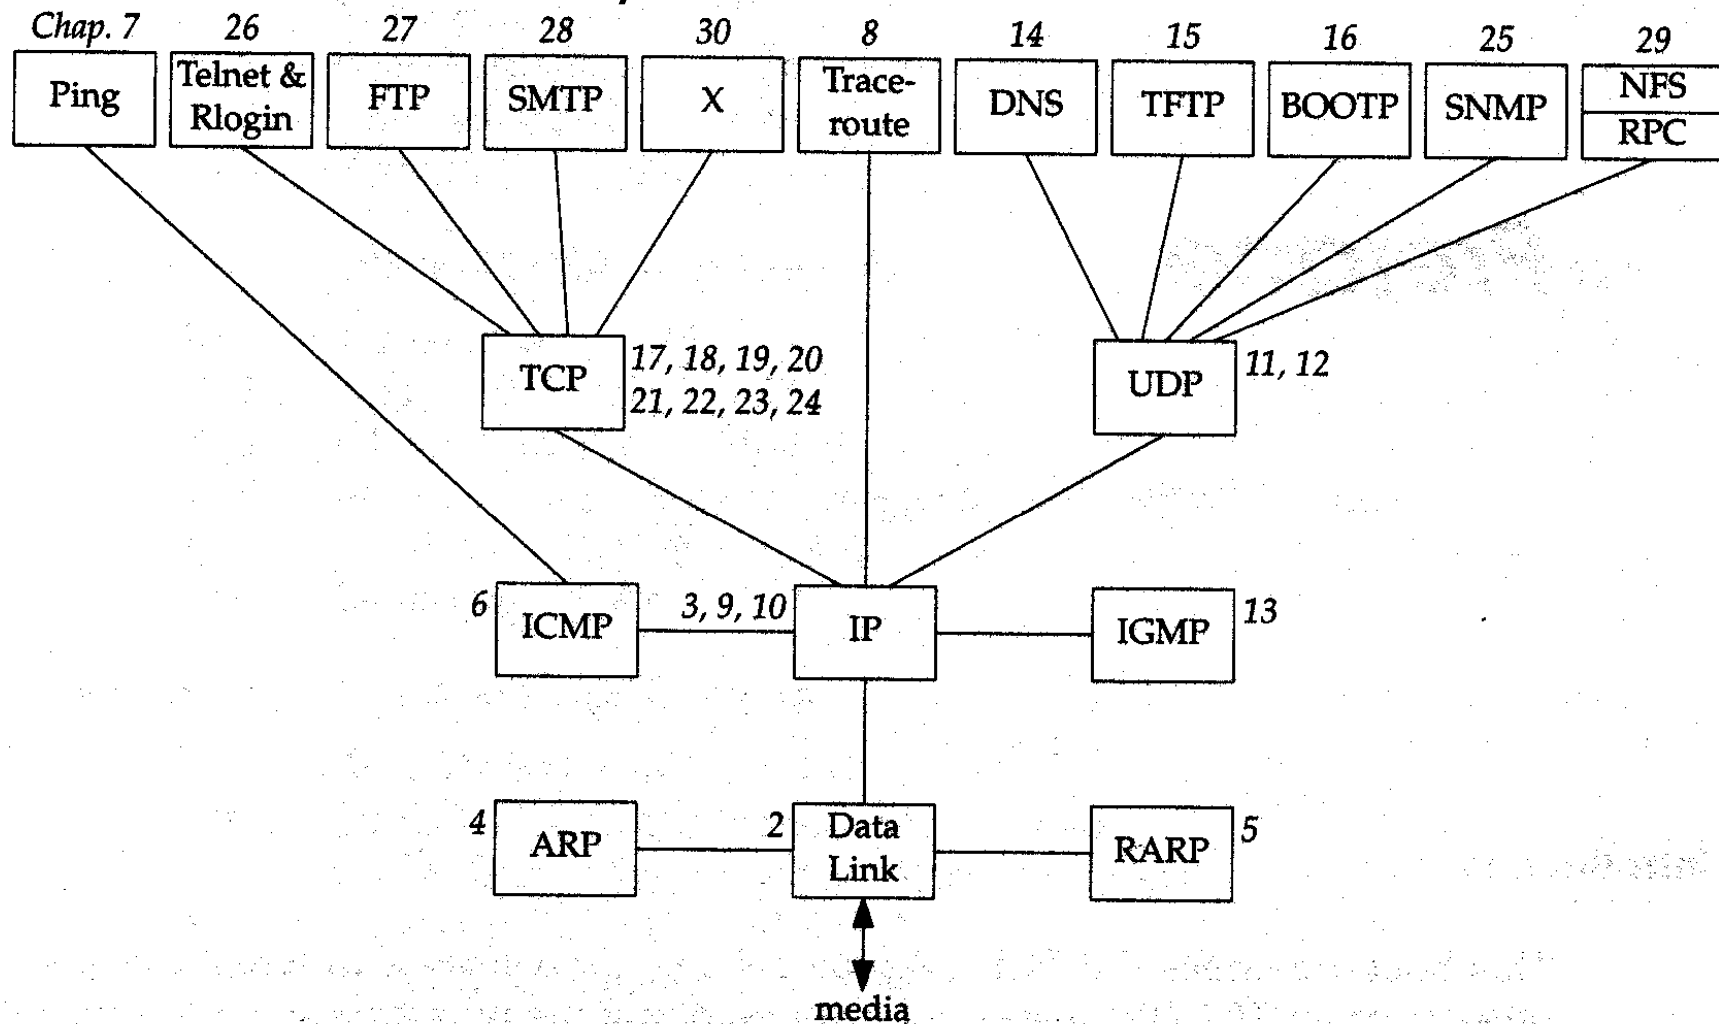 Chap. 7 26 27 28 30 8 14 15 16 25 29
Ping
Telnet &
Rlogin
FTP
SMTP
X
Trace-
route
DNS
TFTP
BOOTP
SNMP
NFS
RPC
TCP
17, 18, 19, 20
21, 22, 23, 24
UDP
11, 12
6
ICMP
3, 9, 10
IP
IGMP
13
4
ARP
2
Data
Link
RARP
5
media